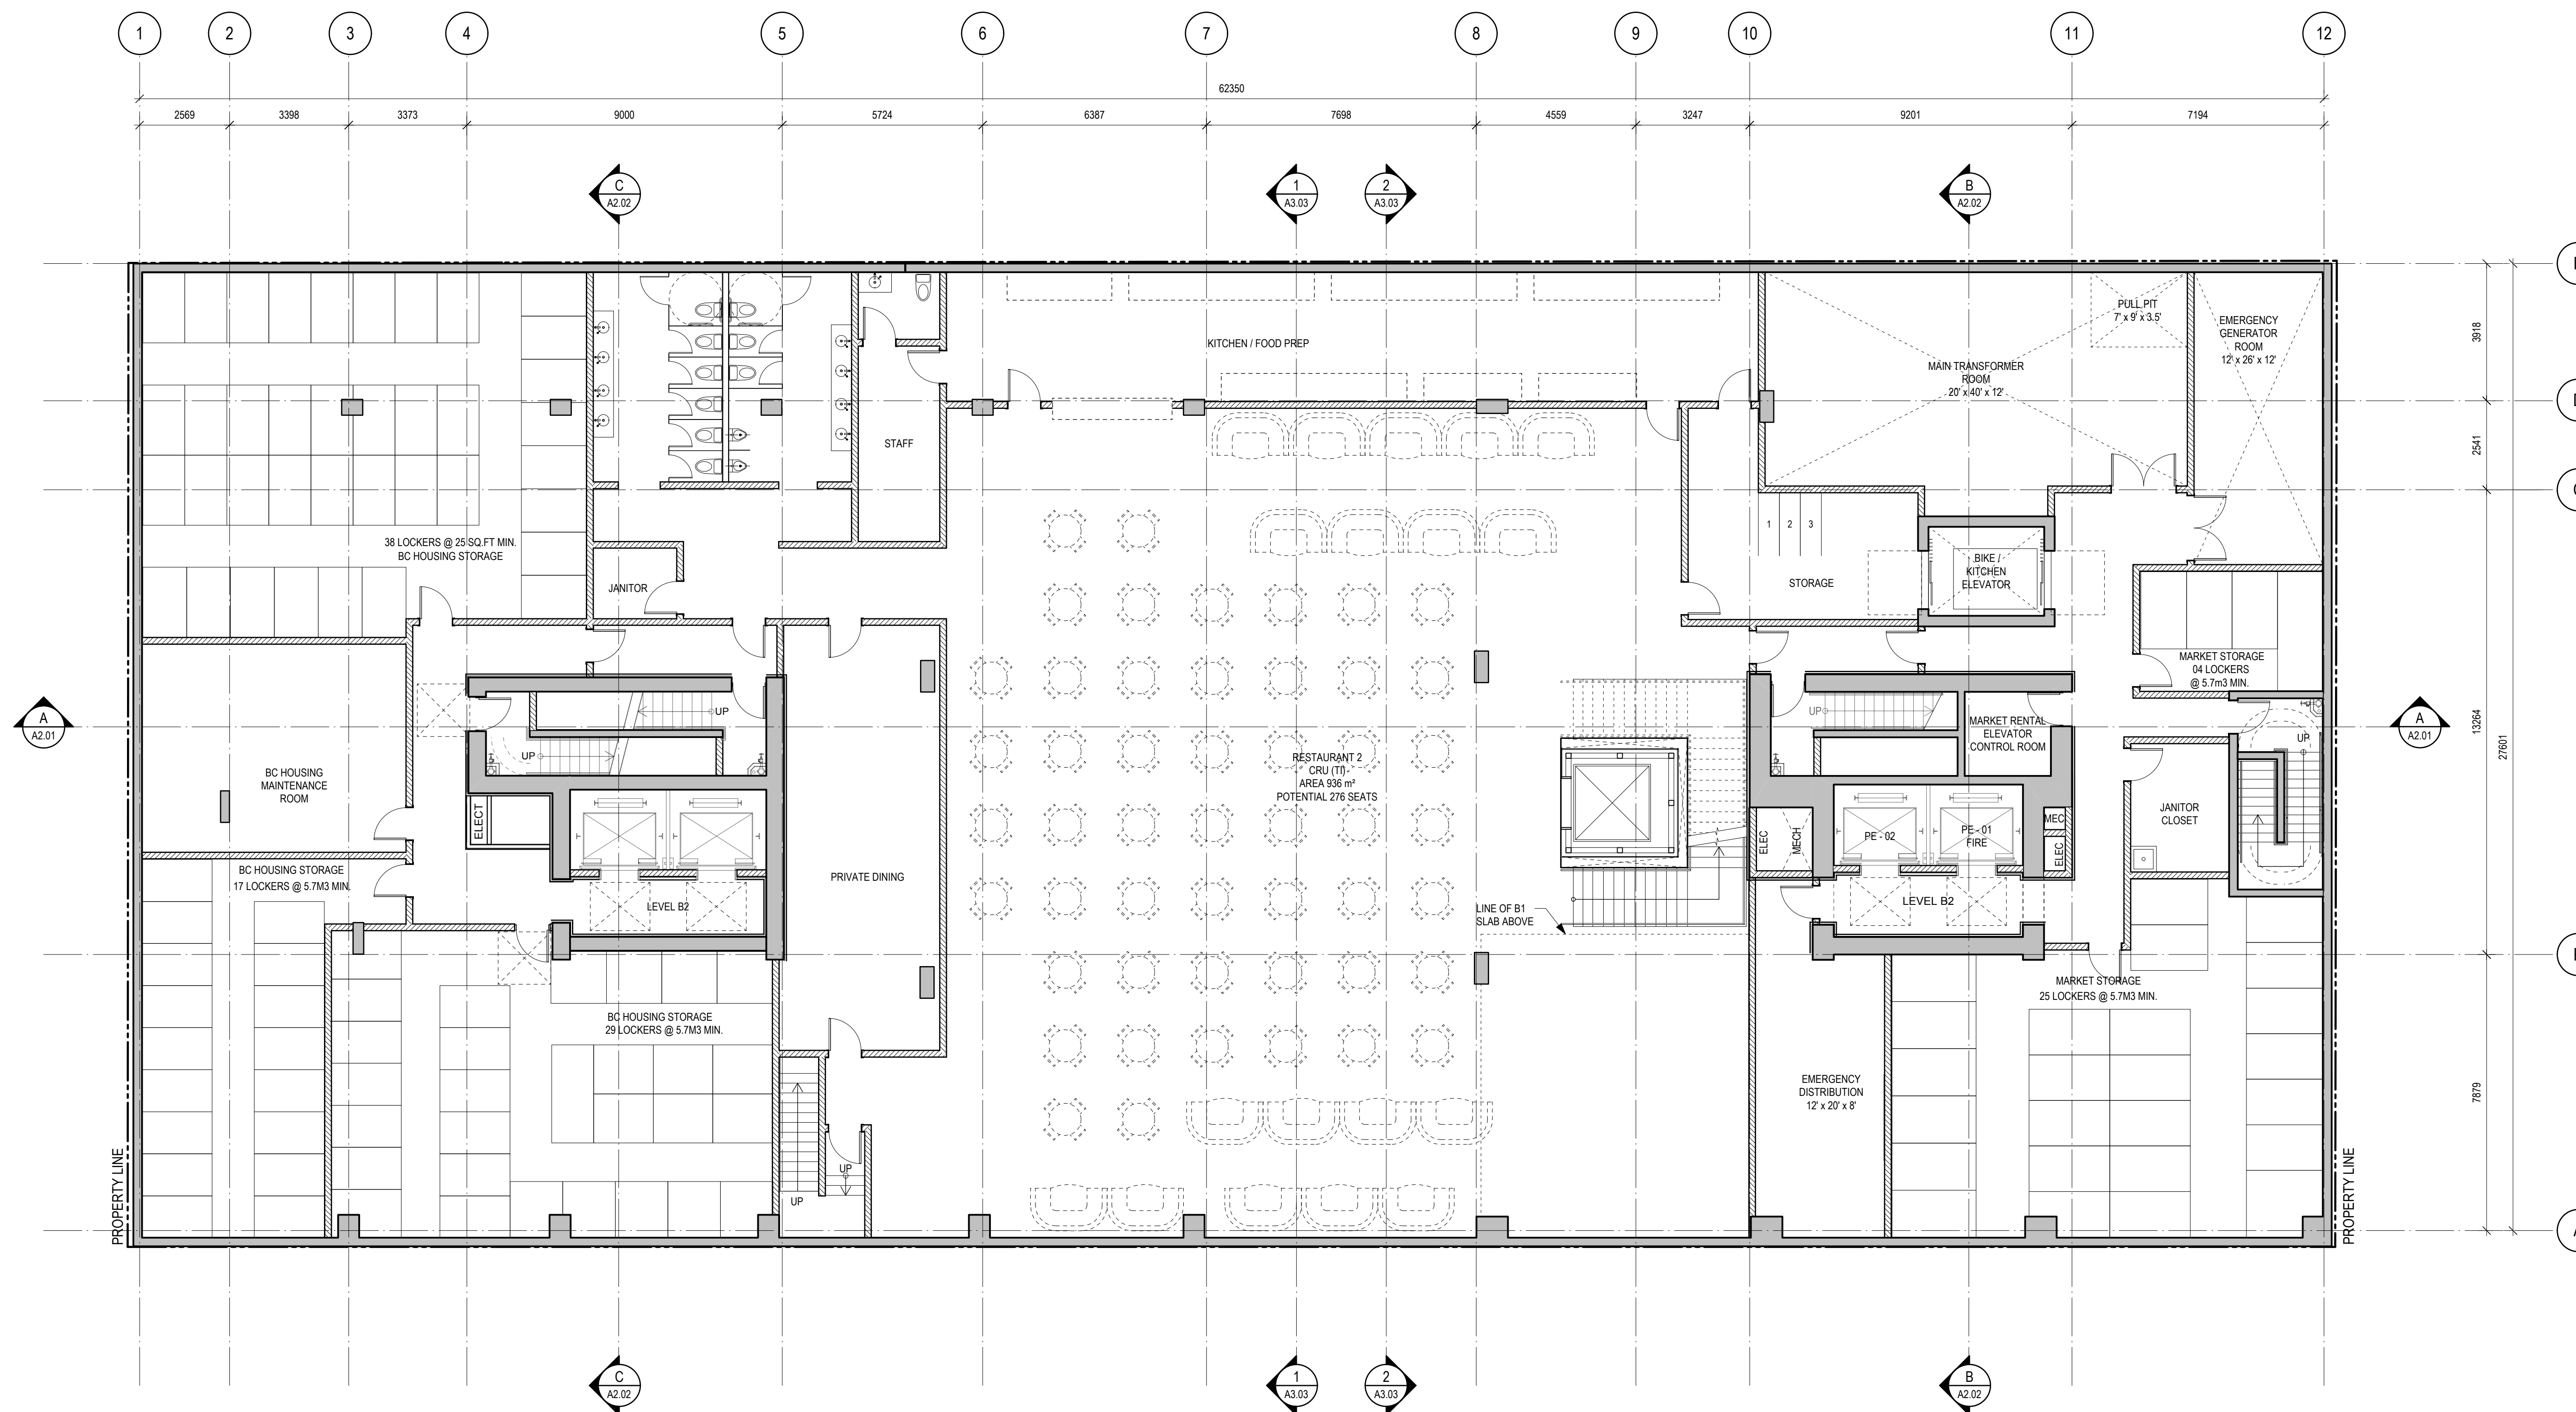 1 2 3 4 5 6 7 8 9 10 11 12
62350
2569 3398 3373 9000 5724 6387 7698 4559 3247 9201 7194
C
A2.02
1
A3.03
2
A3.03
B
A2.02
3918
2541
13264
7879
27601
C
A
A
A2.01
A
A2.01
PULL PIT
7' x 9' x 3.5'
EMERGENCY
GENERATOR
ROOM
12' x 26' x 12'
KITCHEN / FOOD PREP
MAIN TRANSFORMER
ROOM
20' x 40' x 12'
STAFF
38 LOCKERS @ 25 SQ.FT MIN.
BC HOUSING STORAGE
JANITOR
1 2 3
STORAGE
BIKE /
KITCHEN
ELEVATOR
MARKET STORAGE
04 LOCKERS
@ 5.7m3 MIN.
UP
UP
UP
MARKET RENTAL
ELEVATOR
CONTROL ROOM
UP
BC HOUSING
MAINTENANCE
ROOM
RESTAURANT 2
CRU (TI)
AREA 936 m²
POTENTIAL 276 SEATS
ELECT
JANITOR
CLOSET
PE - 02
PE - 01
FIRE
MEC
ELEC
ELEC
MECH
BC HOUSING STORAGE
17 LOCKERS @ 5.7M3 MIN.
PRIVATE DINING
LEVEL B2
LINE OF B1
SLAB ABOVE
LEVEL B2
MARKET STORAGE
25 LOCKERS @ 5.7M3 MIN.
BC HOUSING STORAGE
29 LOCKERS @ 5.7M3 MIN.
EMERGENCY
DISTRIBUTION
12' x 20' x 8'
UP
UP
PROPERTY LINE
PROPERTY LINE
C
A2.02
1
A3.03
2
A3.03
B
A2.02